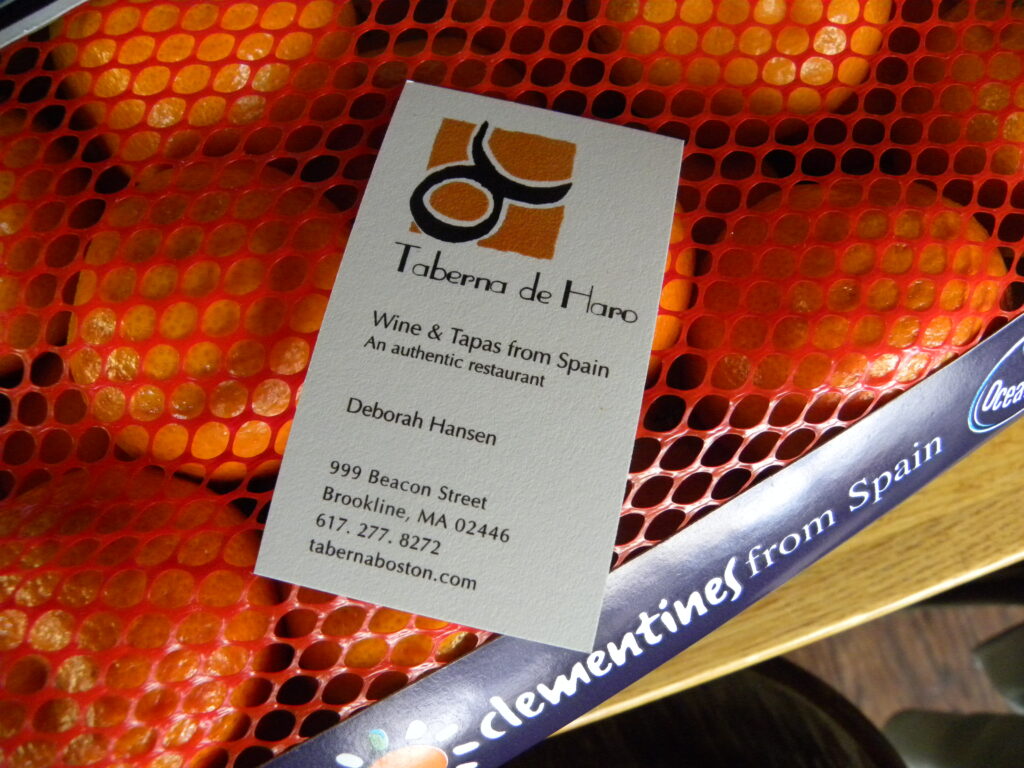 Taberna de Haro
Wine & Tapas from Spain
An authentic restaurant
Deborah Hansen
999 Beacon Street
Brookline, MA 02446
617. 277. 8272
tabernaboston.com
clementines from Spain